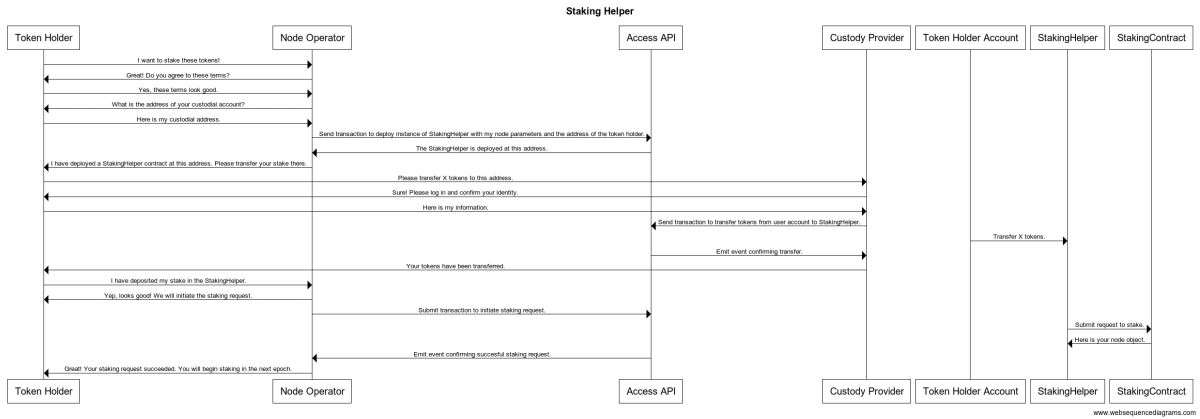 Staking Helper
Token Holder
Node Operator
Access API
Custody Provider
Token Holder Account
StakingHelper
StakingContract
I want to stake these tokens!
Great! Do you agree to these terms?
Yes, these terms look good.
What is the address of your custodial account?
Here is my custodial address.
Send transaction to deploy instance of StakingHelper with my node parameters and the address of the token holder.
The StakingHelper is deployed at this address.
I have deployed a StakingHelper contract at this address. Please transfer your stake there.
Please transfer X tokens to this address.
Sure! Please log in and confirm your identity.
Here is my information.
Send transaction to transfer tokens from user account to StakingHelper.
Transfer X tokens.
Emit event confirming transfer.
Your tokens have been transferred.
I have deposited my stake in the StakingHelper.
Yep, looks good! We will initiate the staking request.
Submit transaction to initiate staking request.
Submit request to stake.
Here is your node object.
Emit event confirming succesful staking request.
Great! Your staking request succeeded. You will begin staking in the next epoch.
Token Holder
Node Operator
Access API
Custody Provider
Token Holder Account
StakingHelper
StakingContract
www.websequencediagrams.com